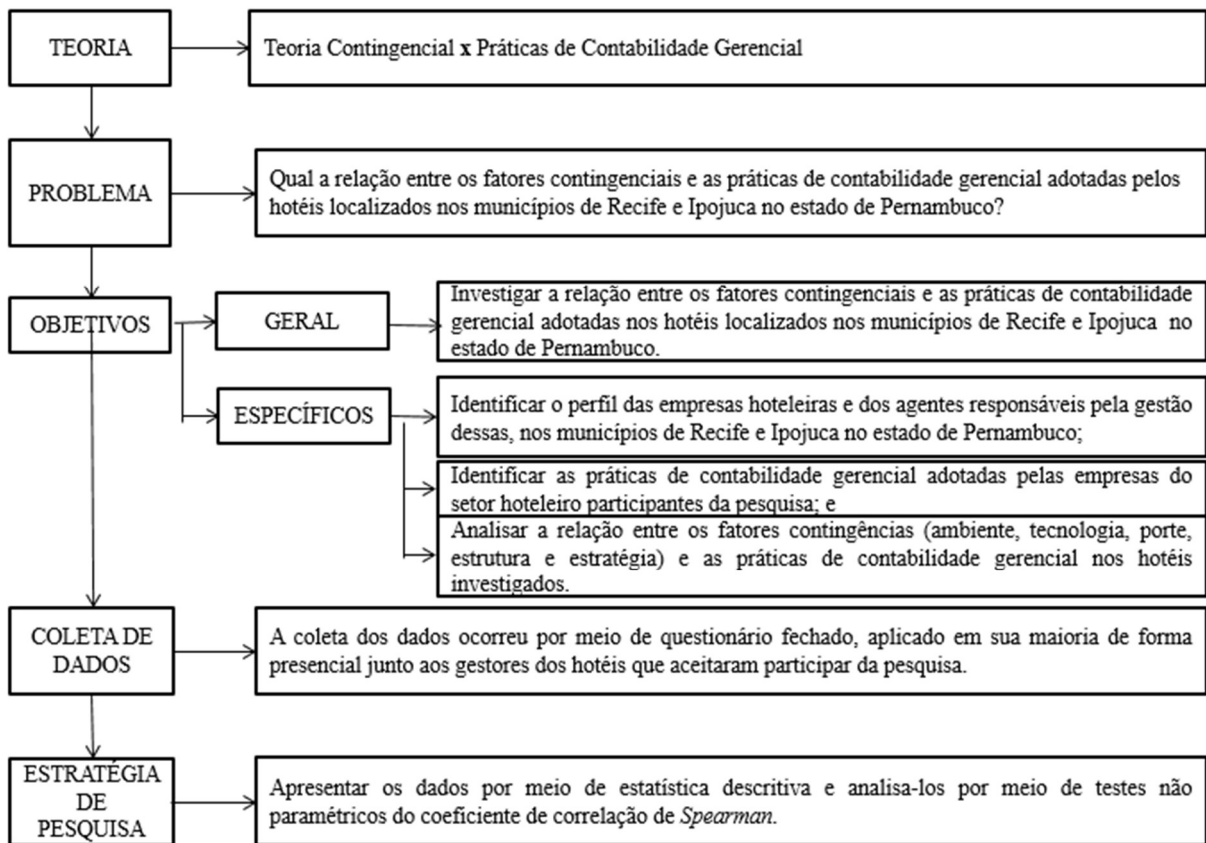 TEORIA
Teoria Contingencial x Práticas de Contabilidade Gerencial
PROBLEMA
Qual a relação entre os fatores contingenciais e as práticas de contabilidade gerencial adotadas pelos
hotéis localizados nos municípios de Recife e Ipojuca no estado de Pernambuco?
OBJETIVOS
GERAL
Investigar a relação entre os fatores contingenciais e as práticas de contabilidade
gerencial adotadas nos hotéis localizados nos municípios de Recife e Ipojuca no
estado de Pernambuco.
ESPECÍFICOS
Identificar o perfil das empresas hoteleiras e dos agentes responsáveis pela gestão
dessas, nos municípios de Recife e Ipojuca no estado de Pernambuco;
Identificar as práticas de contabilidade gerencial adotadas pelas empresas do
setor hoteleiro participantes da pesquisa; e
Analisar a relação entre os fatores contingências (ambiente, tecnologia, porte,
estrutura e estratégia) e as práticas de contabilidade gerencial nos hotéis
investigados.
COLETA DE
DADOS
A coleta dos dados ocorreu por meio de questionário fechado, aplicado em sua maioria de forma
presencial junto aos gestores dos hotéis que aceitaram participar da pesquisa.
ESTRATÉGIA
DE
PESQUISA
Apresentar os dados por meio de estatística descritiva e analisa-los por meio de testes não
paramétricos do coeficiente de correlação de Spearman.